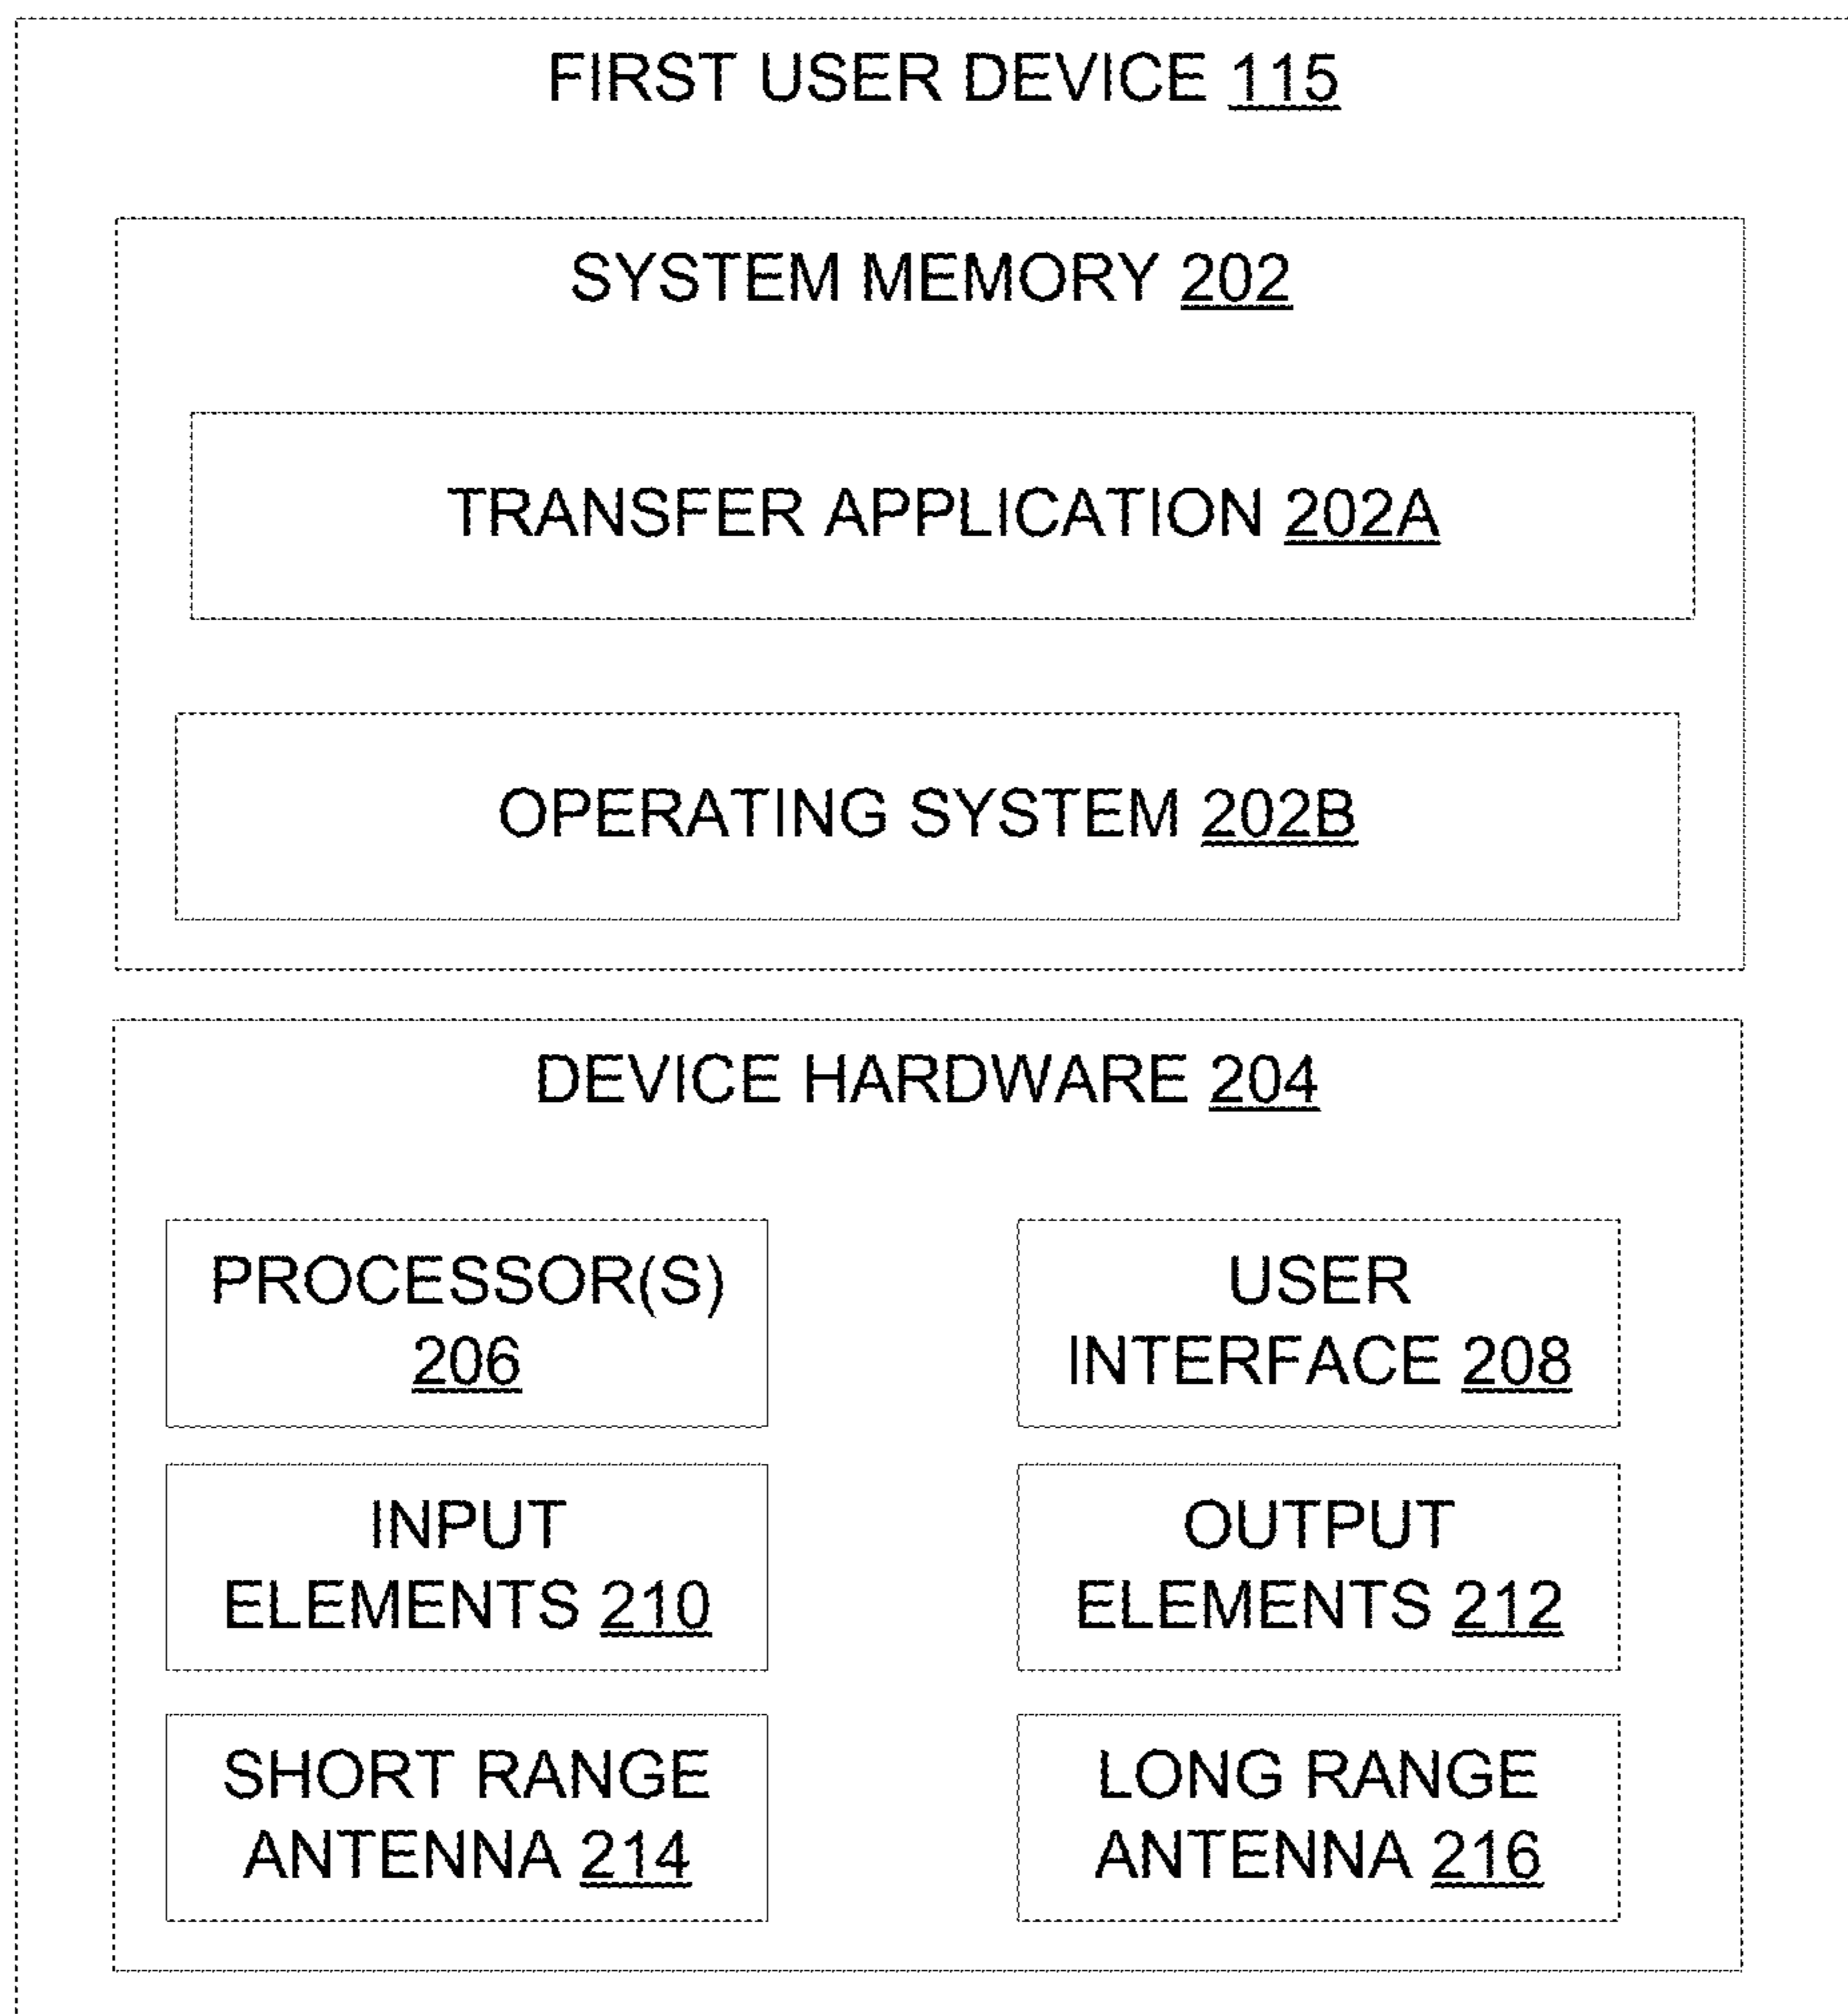 FIRST USER DEVICE 115
SYSTEM MEMORY 202
TRANSFER APPLICATION 202A
OPERATING SYSTEM 202B
DEVICE HARDWARE 204
PROCESSOR(S)
206
USER
INTERFACE 208
INPUT
ELEMENTS 210
OUTPUT
ELEMENTS 212
SHORT RANGE
ANTENNA 214
LONG RANGE
ANTENNA 216